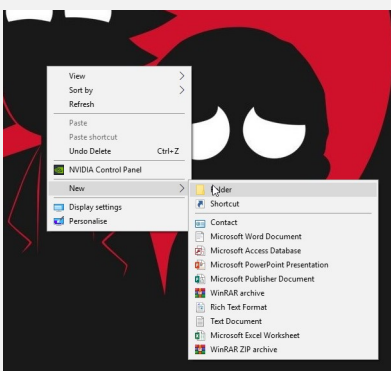 View
Sort by
Refresh
Paste
Paste shortcut
Undo Delete Ctrl+Z
NVIDIA Control Panel
New
Display settings
Personalise
Folder
Shortcut
Contact
Microsoft Word Document
Microsoft Access Database
Microsoft PowerPoint Presentation
Microsoft Publisher Document
WinRAR archive
Rich Text Format
Text Document
Microsoft Excel Worksheet
WinRAR ZIP archive